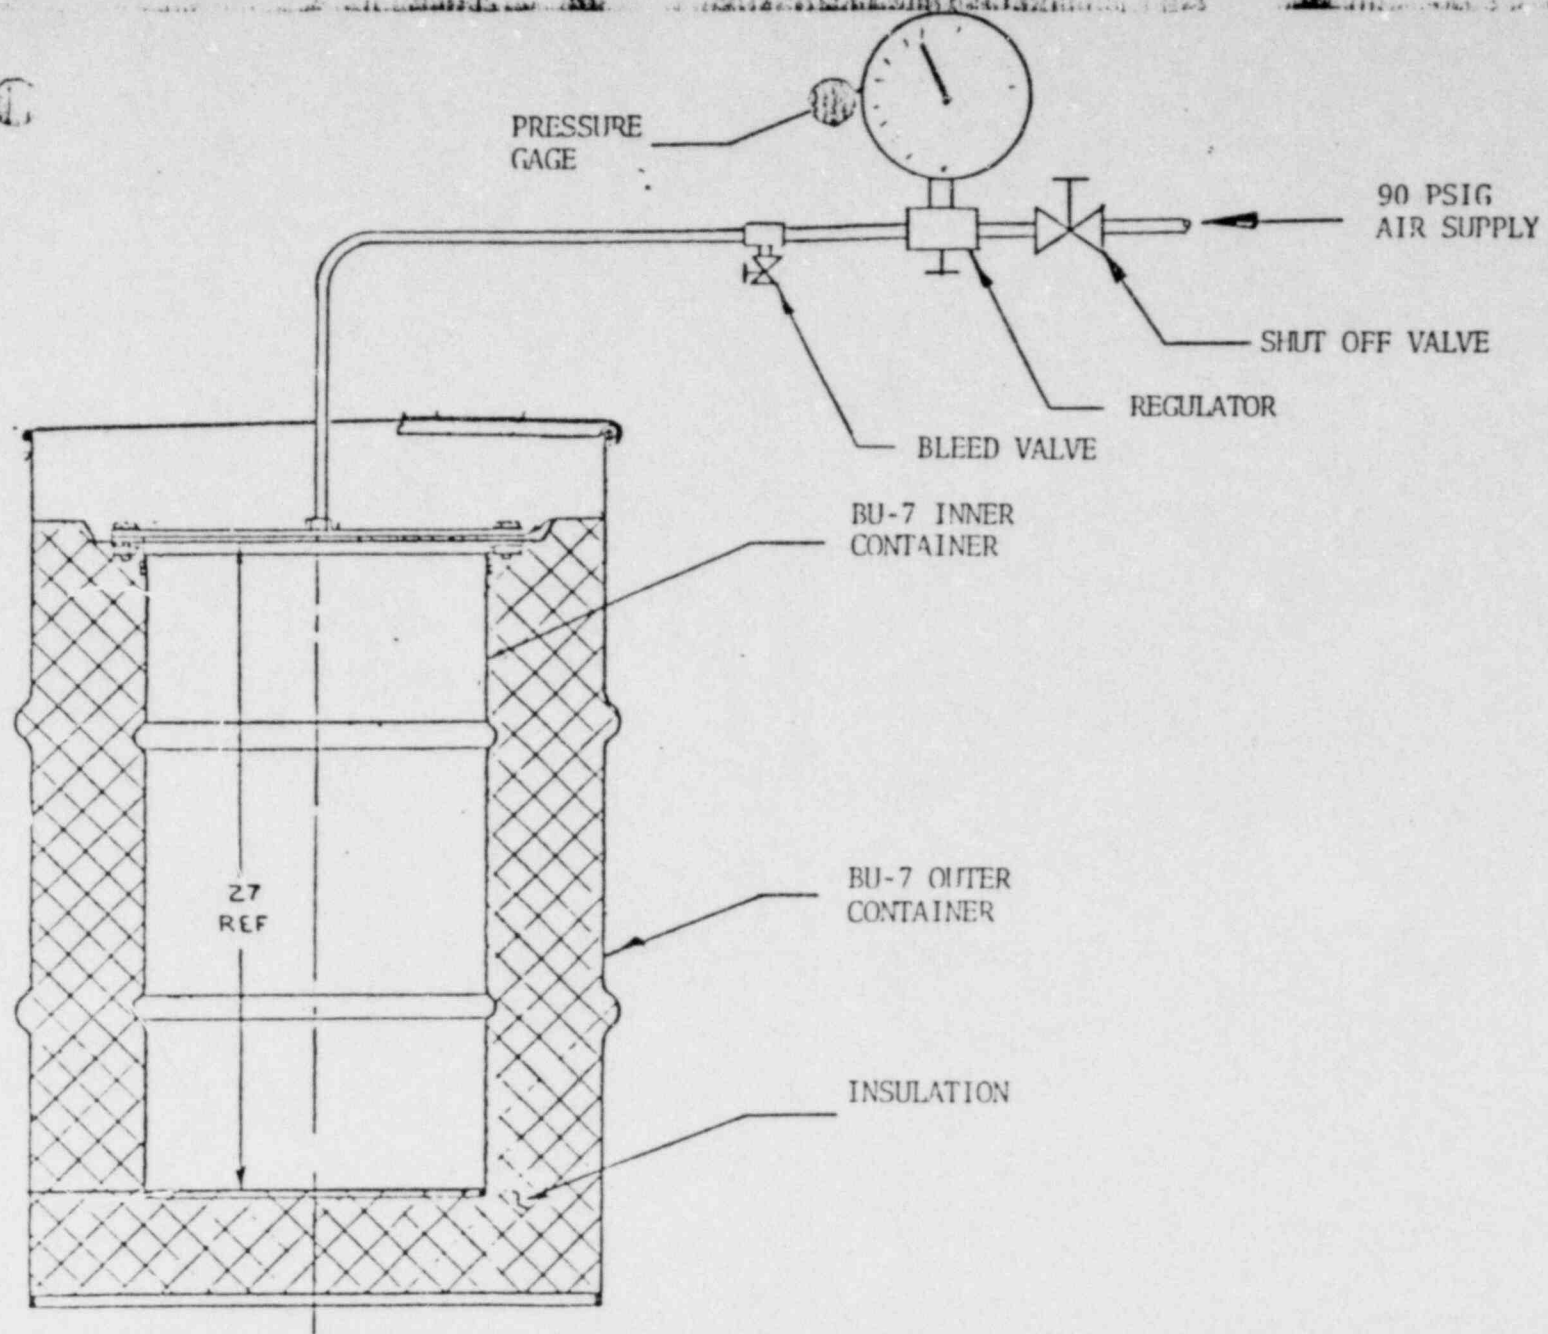 PRESSURE
GAGE
90 PSIG
AIR SUPPLY
SHUT OFF VALVE
REGULATOR
BLEED VALVE
BU-7 INNER
CONTAINER
27
REF
BU-7 OUTER
CONTAINER
INSULATION